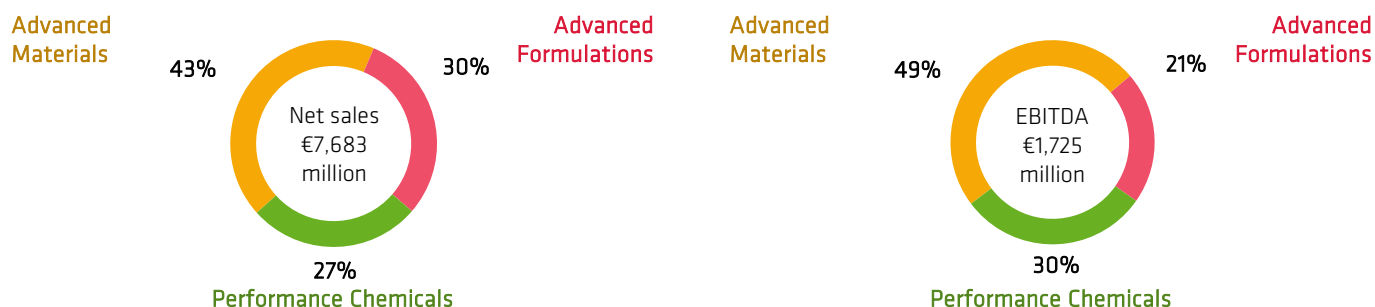 Advanced
Materials
Advanced
Formulations
43%
30%
Net sales
€7,683
million
27%
Performance Chemicals
Advanced
Materials
Advanced
Formulations
49%
21%
EBITDA
€1,725
million
30%
Performance Chemicals